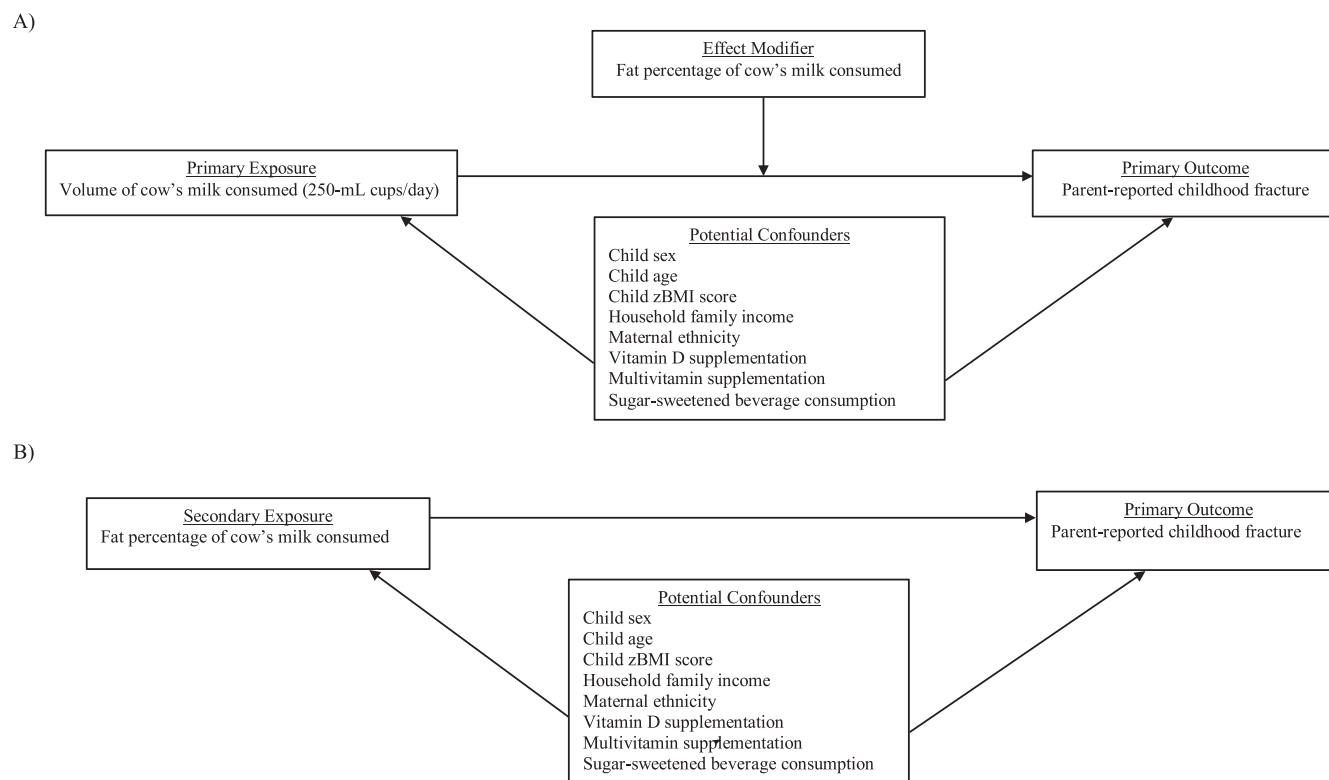 A)
Effect Modifier
Fat percentage of cow's milk consumed
Primary Exposure
Volume of cow's milk consumed (250-mL cups/day)
Primary Outcome
Parent-reported childhood fracture
Potential Confounders
Child sex
Child age
Child zBMI score
Household family income
Maternal ethnicity
Vitamin D supplementation
Multivitamin supplementation
Sugar-sweetened beverage consumption
B)
Secondary Exposure
Fat percentage of cow's milk consumed
Primary Outcome
Parent-reported childhood fracture
Potential Confounders
Child sex
Child age
Child zBMI score
Household family income
Maternal ethnicity
Vitamin D supplementation
Multivitamin supplementation
Sugar-sweetened beverage consumption